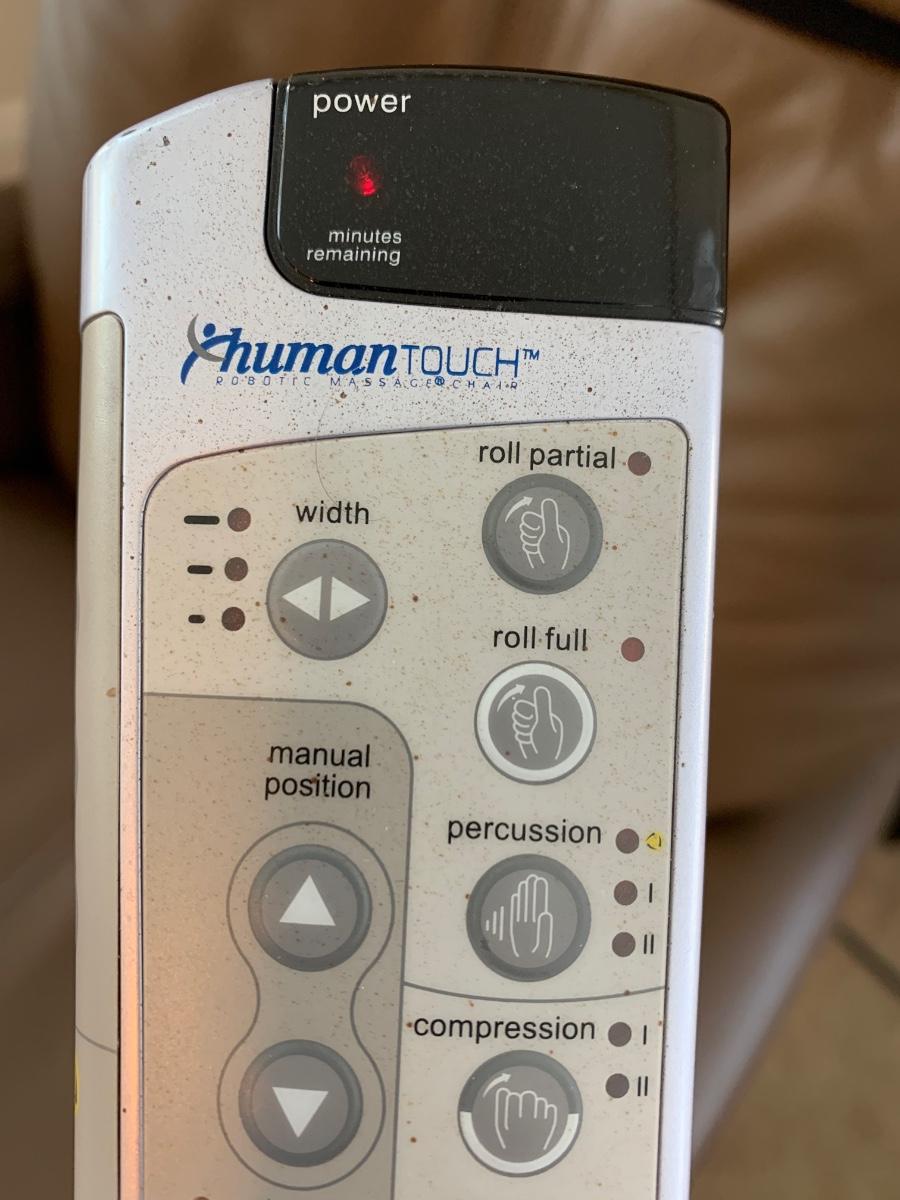 power
minutes
remaining
humanTOUCH™
ROBOTIC MASSAGE® CHAIR
roll partial
width
roll full
manual
position
percussion
I
II
compression I
II